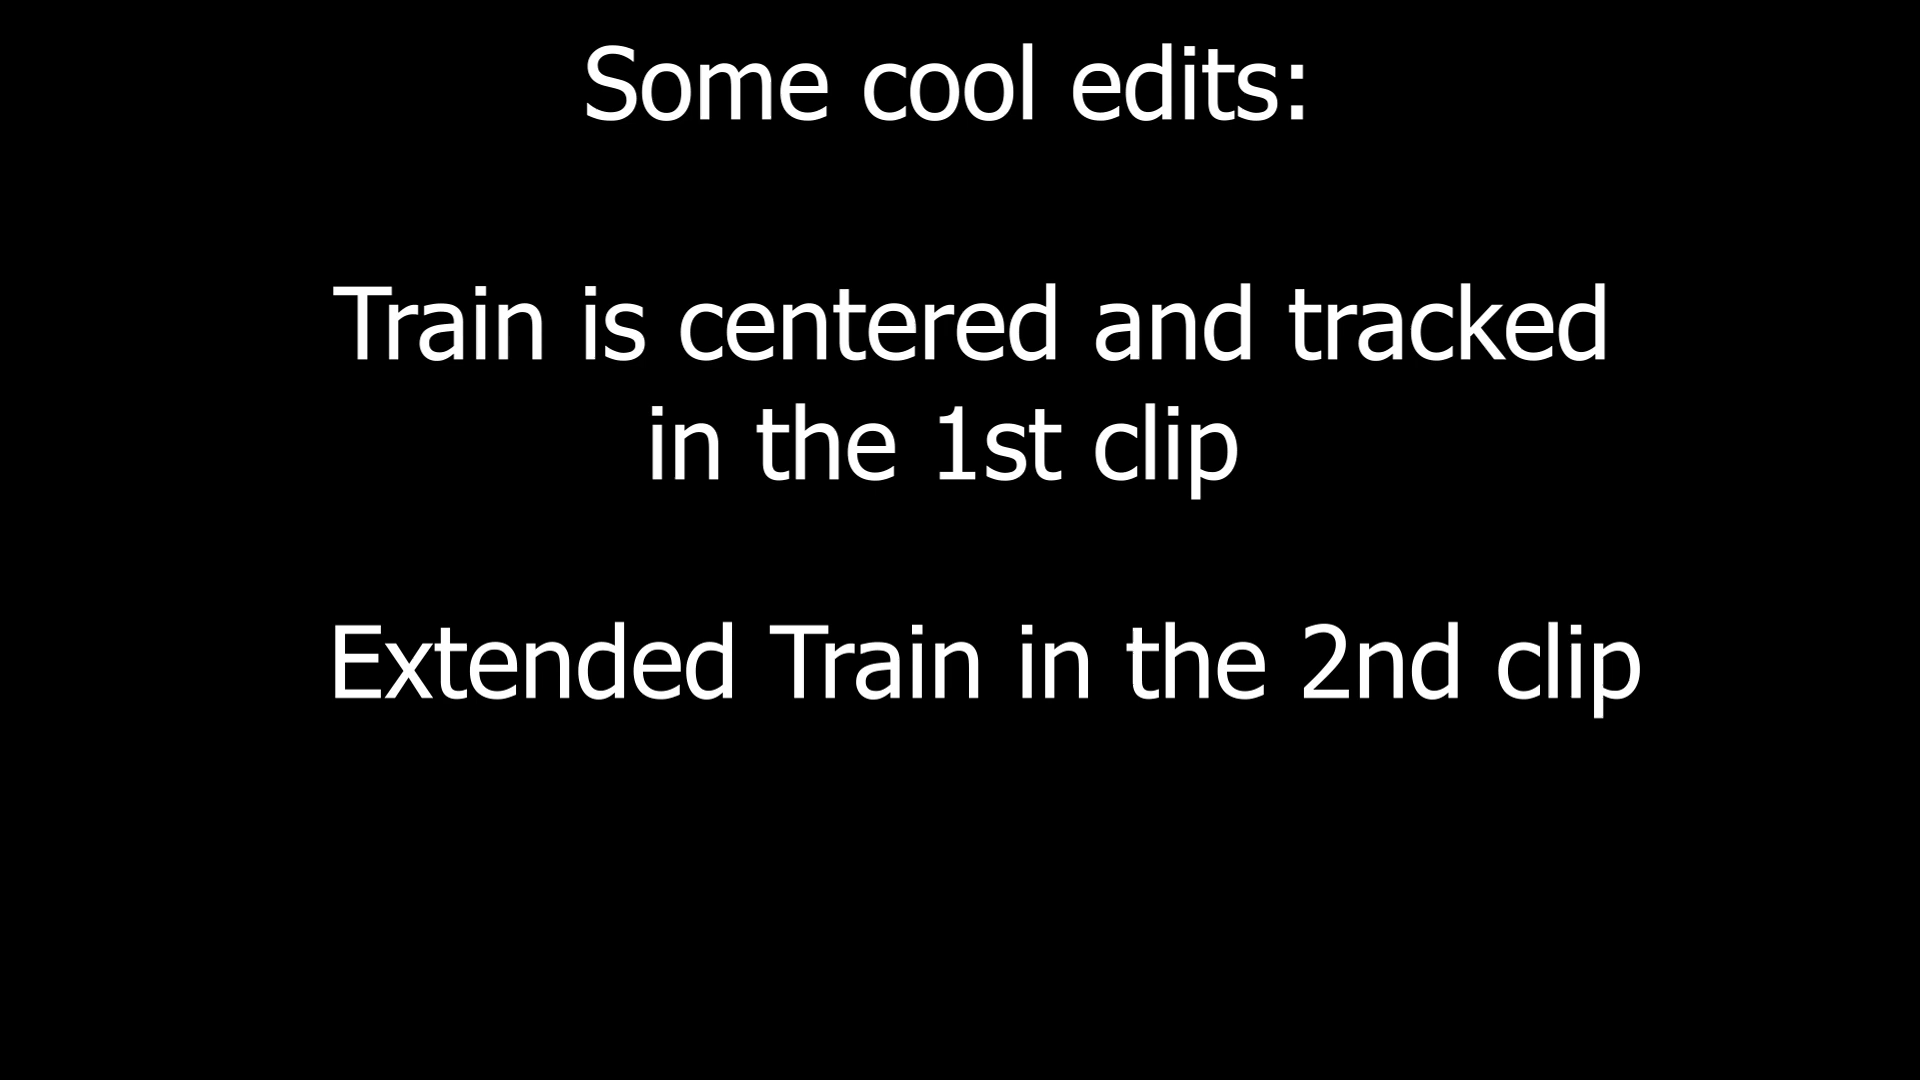 Some cool edits:
Train is centered and tracked
in the 1st clip
Extended Train in the 2nd clip